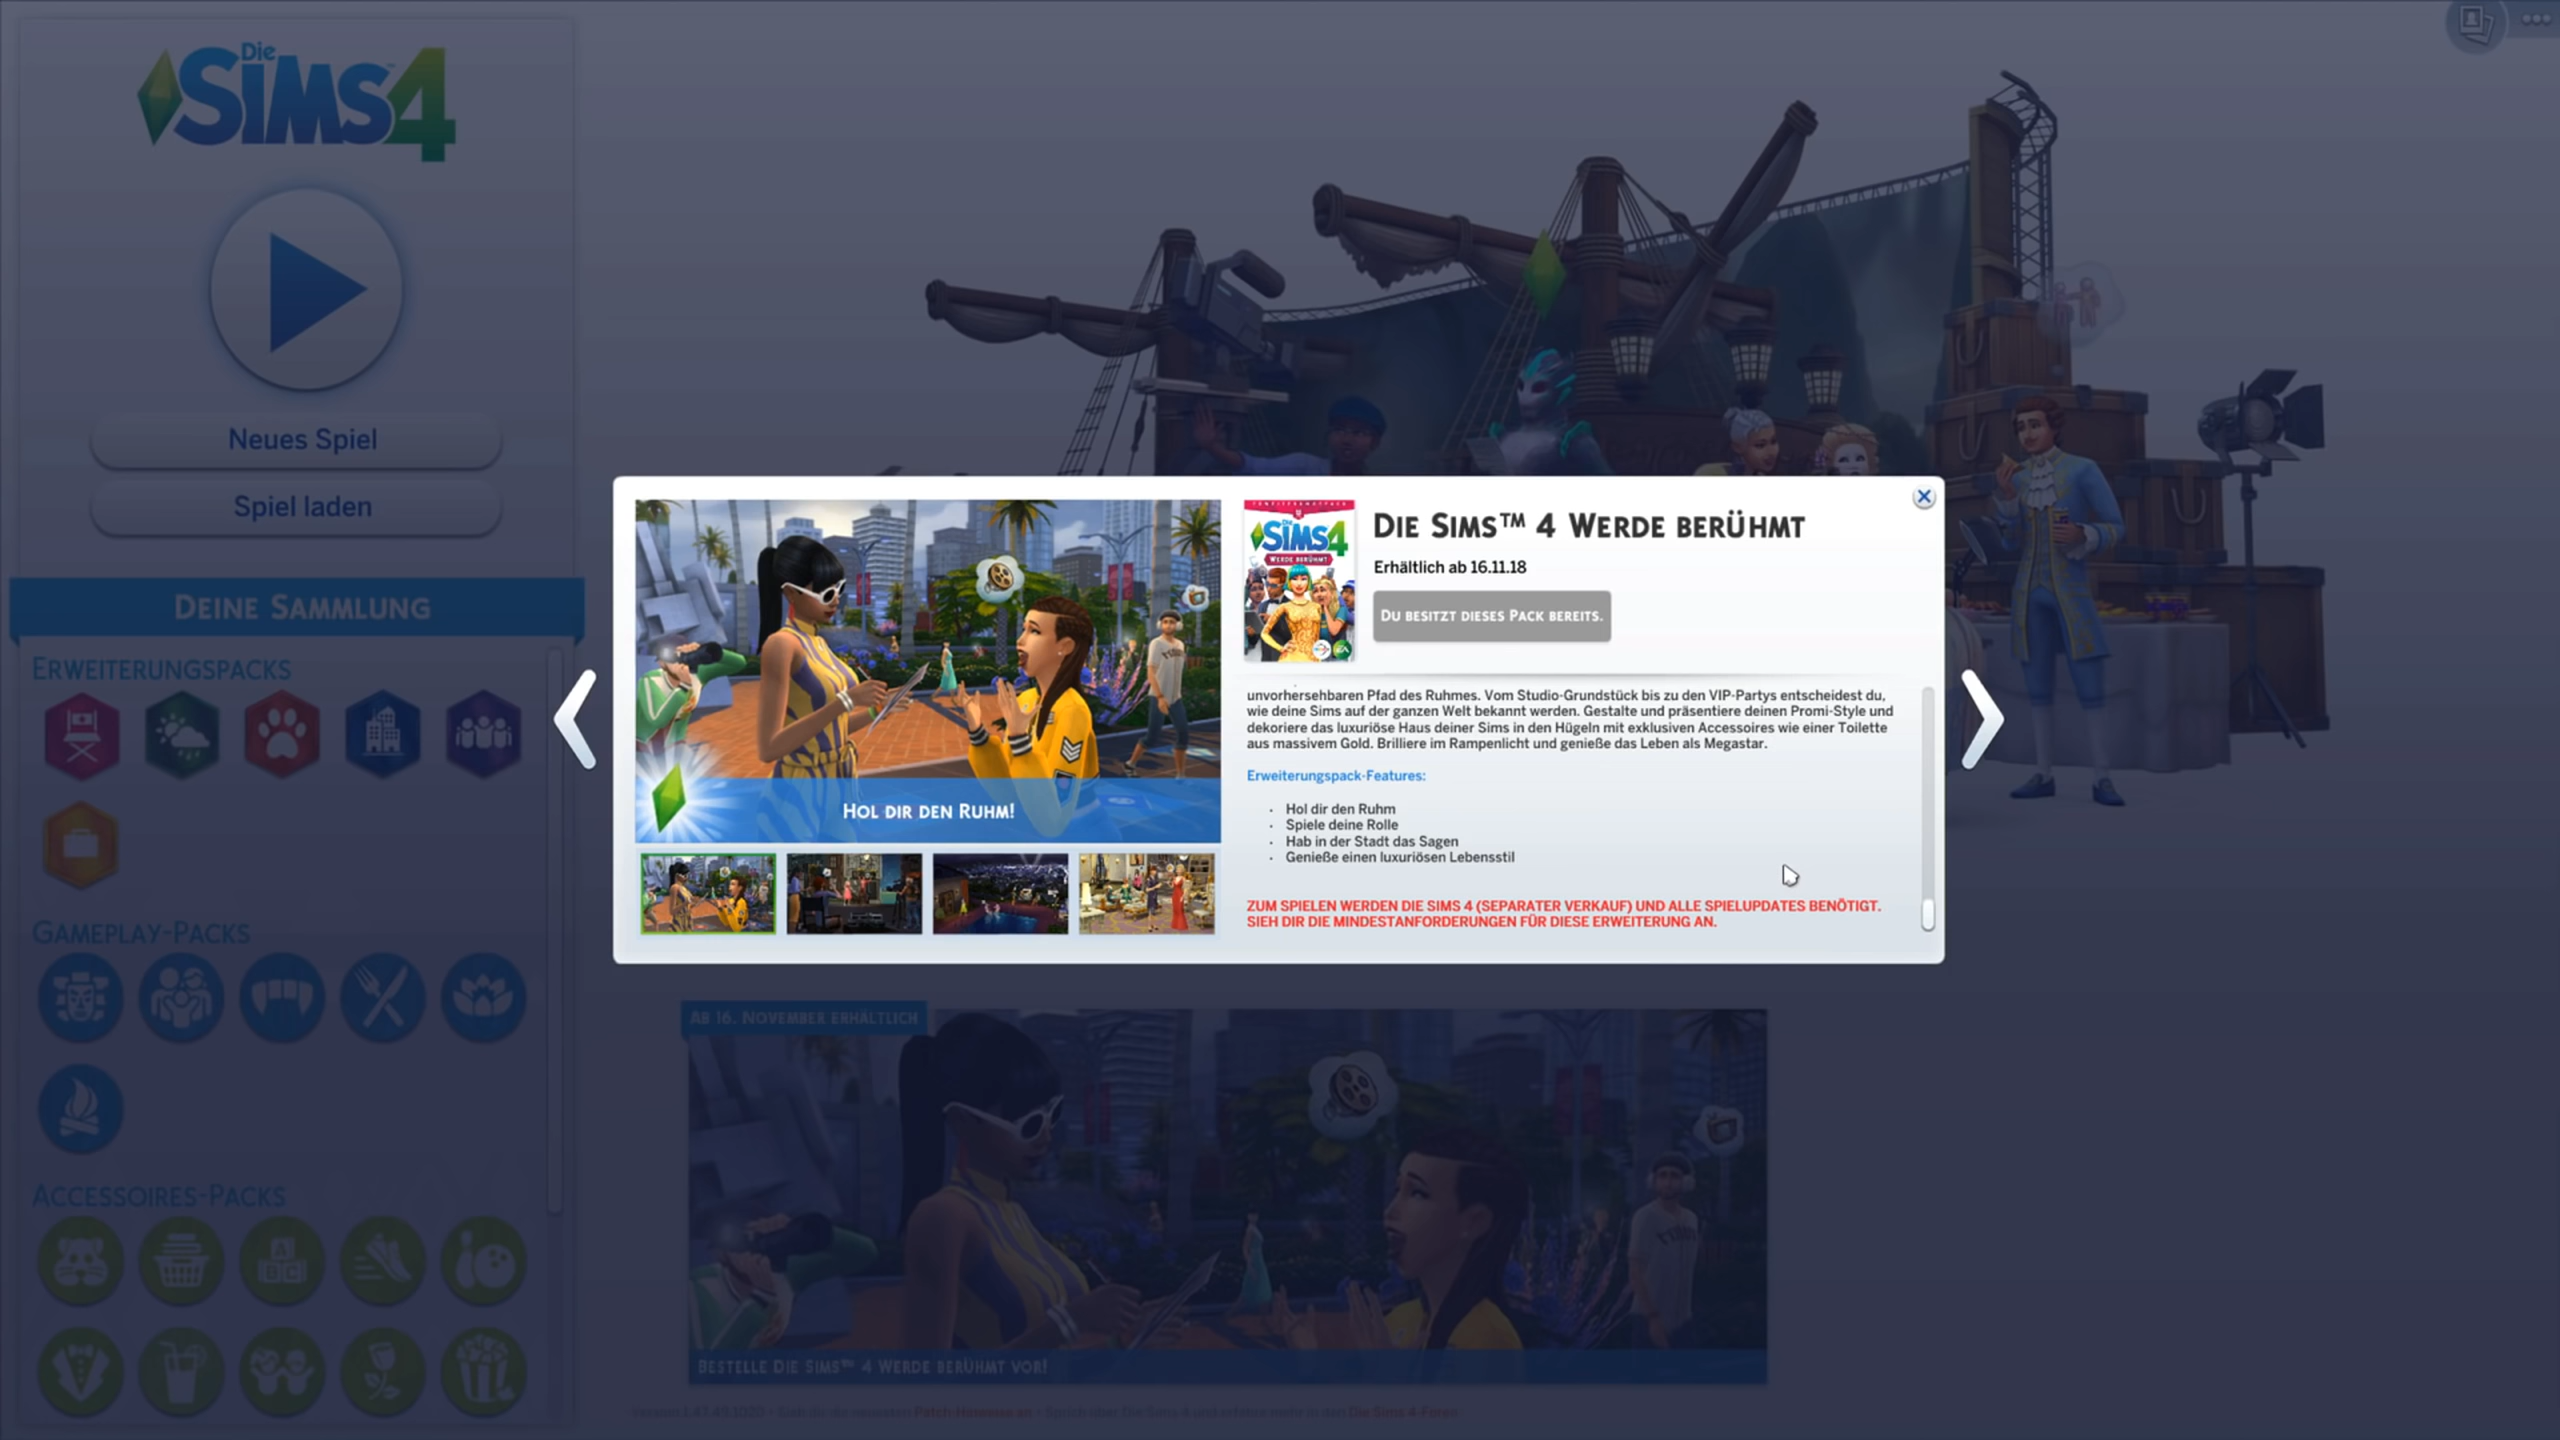 Die
SIMS 4
Neues Spiel
Spiel laden
DEINE SAMMLUNG
ERWEITERUNGSPACKS
GAMEPLAY-PACKS
ACCESSOIRES-PACKS
HOL DIR DEN RUHM!
SIMS 4
WERDE BERÜHMT
DIE SIMS™ 4 WERDE BERÜHMT
Erhältlich ab 16.11.18
DU BESITZT DIESES PACK BEREITS.
unvorhersehbaren Pfad des Ruhmes. Vom Studio-Grundstück bis zu den VIP-Partys entscheidest du,
wie deine Sims auf der ganzen Welt bekannt werden. Gestalte und präsentiere deinen Promi-Style und
dekoriere das luxuriöse Haus deiner Sims in den Hügeln mit exklusiven Accessoires wie einer Toilette
aus massivem Gold. Brilliere im Rampenlicht und genieße das Leben als Megastar.
Erweiterungspack-Features:
· Hol dir den Ruhm
· Spiele deine Rolle
· Hab in der Stadt das Sagen
· Genieße einen luxuriösen Lebensstil
ZUM SPIELEN WERDEN DIE SIMS 4 (SEPARATER VERKAUF) UND ALLE SPIELUPDATES BENÖTIGT.
SIEH DIR DIE MINDESTANFORDERUNGEN FÜR DIESE ERWEITERUNG AN.
AB 16. NOVEMBER ERHÄLTLICH
BESTELLE DIE SIMS™ 4 WERDE BERÜHMT VOR!